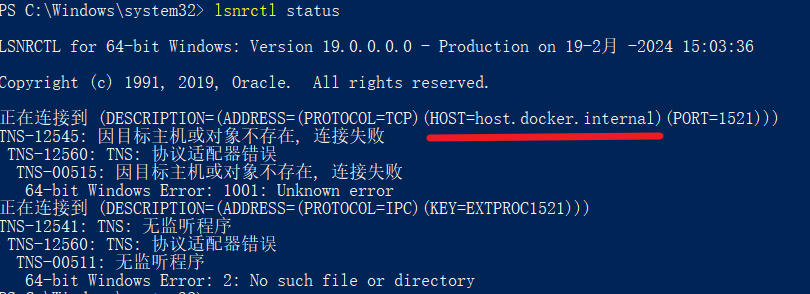 PS C:\Windows\system32> lsnrctl status
LSNRCTL for 64-bit Windows: Version 19.0.0.0.0 - Production on 19-2月 -2024 15:03:36
Copyright (c) 1991, 2019, Oracle.  All rights reserved.
正在连接到 (DESCRIPTION=(ADDRESS=(PROTOCOL=TCP)(HOST=host.docker.internal)(PORT=1521)))
TNS-12545: 因目标主机或对象不存在, 连接失败
 TNS-12560: TNS: 协议适配器错误
  TNS-00515: 因目标主机或对象不存在, 连接失败
   64-bit Windows Error: 1001: Unknown error
正在连接到 (DESCRIPTION=(ADDRESS=(PROTOCOL=IPC)(KEY=EXTPROC1521)))
TNS-12541: TNS: 无监听程序
 TNS-12560: TNS: 协议适配器错误
  TNS-00511: 无监听程序
   64-bit Windows Error: 2: No such file or directory